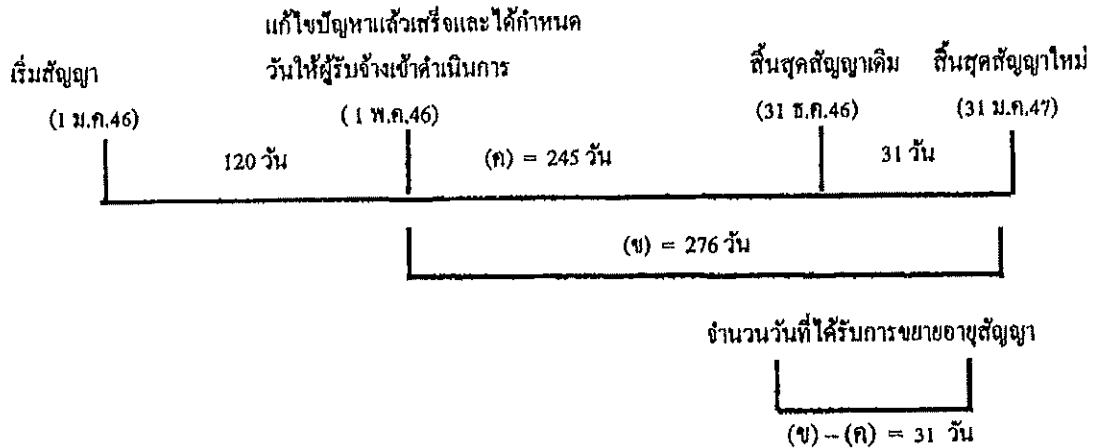 แก้ไขปัญหาแล้วเสร็จและได้กำหนด
วันให้ผู้รับจ้างเข้าดำเนินการ
เริ่มสัญญา
สิ้นสุดสัญญาเดิม
สิ้นสุดสัญญาใหม่
(1 ม.ค.46)
(1 พ.ค.46)
(31 ธ.ค.46)
(31 ม.ค.47)
120 วัน
(ค) = 245 วัน
31 วัน
(ข) = 276 วัน
จำนวนวันที่ได้รับการขยายอายุสัญญา
(ข) – (ค) = 31 วัน